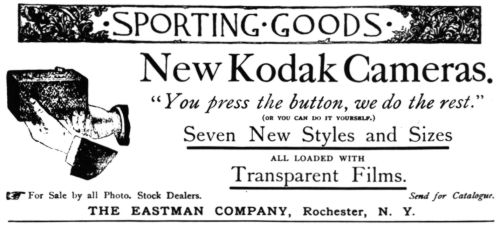 SPORTING·GOODS·
New Kodak Cameras.
"You press the button, we do the rest."
(OR YOU CAN DO IT YOURSELF.)
Seven New Styles and Sizes
ALL LOADED WITH
Transparent Films.
For Sale by all Photo. Stock Dealers.
Send for Catalogue.
THE EASTMAN COMPANY, Rochester, N. Y.